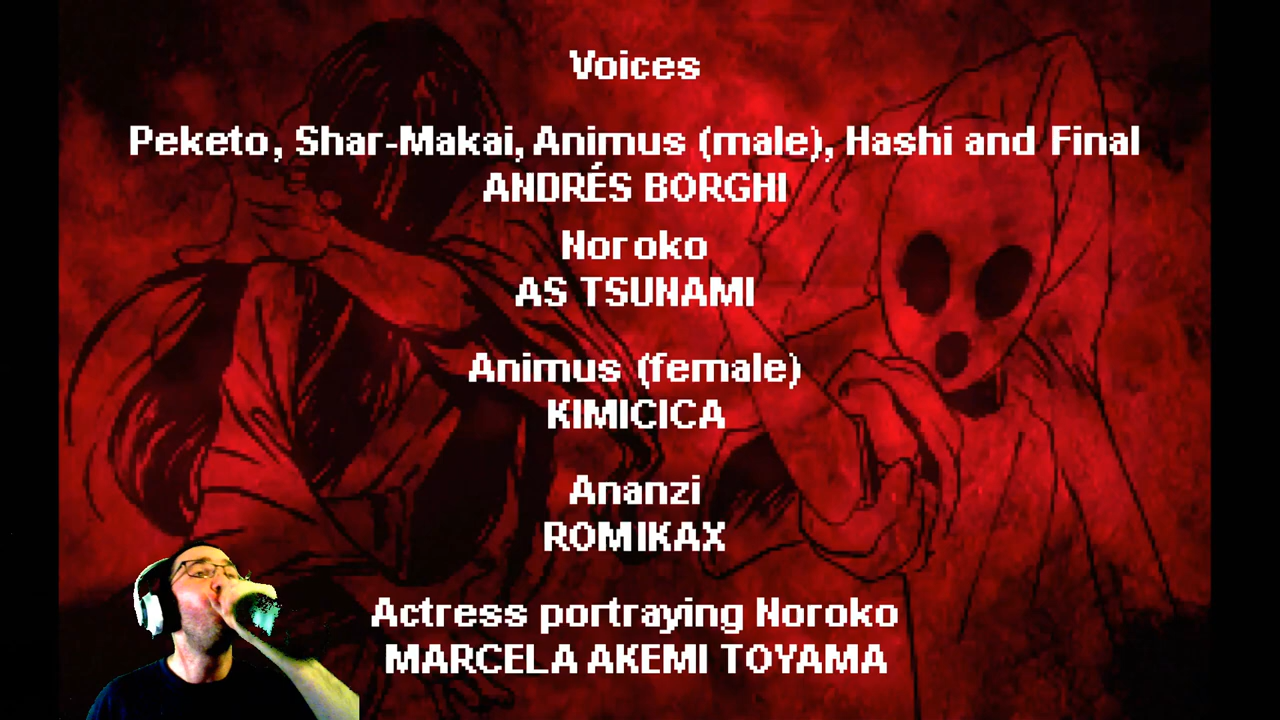 Voices
Peketo, Shar-Makai, Animus (male), Hashi and Final
ANDRÉS BORGHI
Noroko
AS TSUNAMI
Animus (female)
KIMICICA
Ananzi
ROMIKAX
Actress portraying Noroko
MARCELA AKEMI TOYAMA